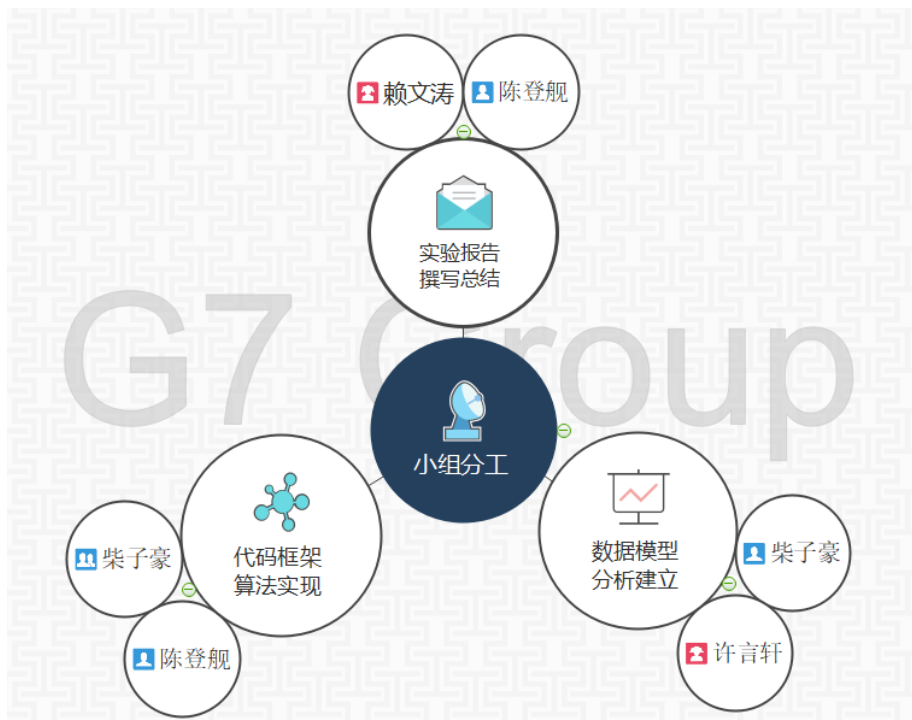 赖文涛
陈登舰
实验报告
撰写总结
G7 Group
小组分工
代码框架
算法实现
柴子豪
陈登舰
数据模型
分析建立
柴子豪
许言轩